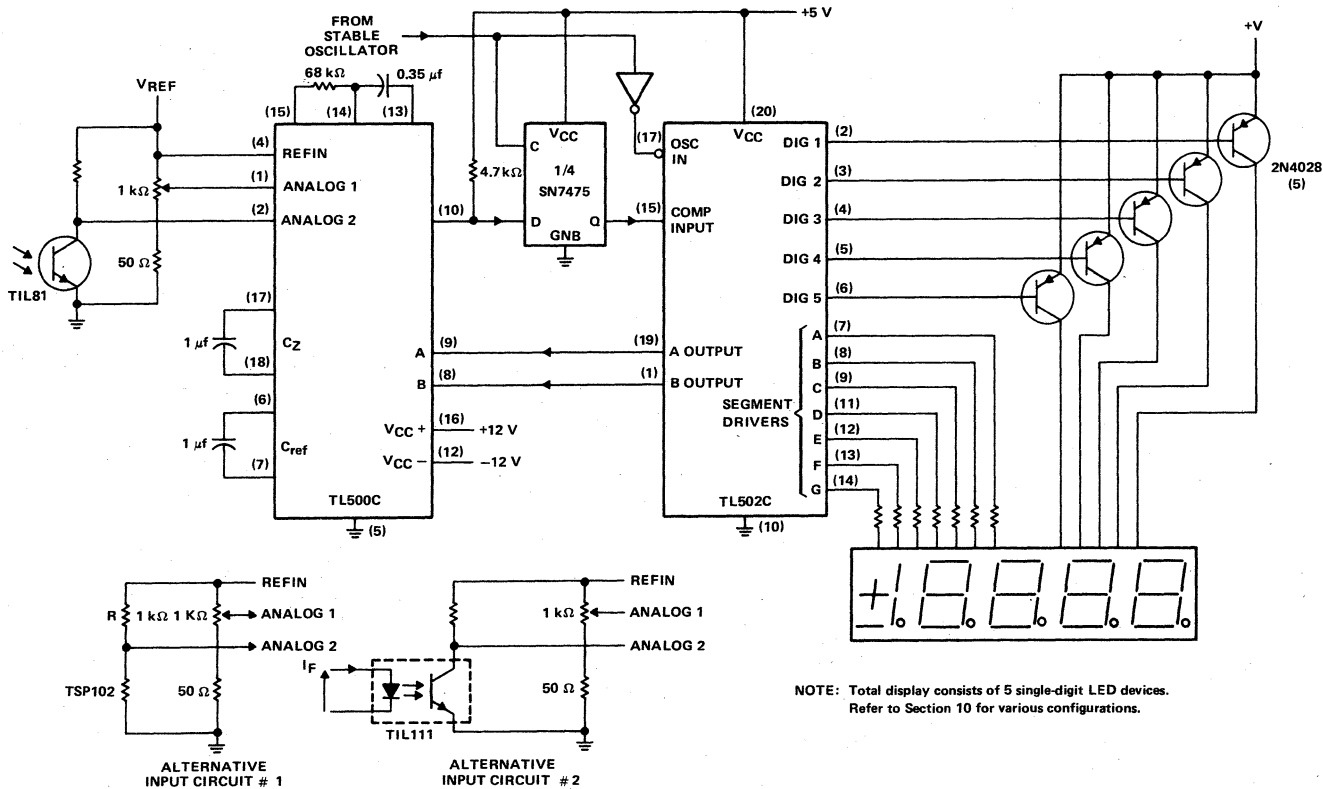 FROM
STABLE
OSCILLATOR
+5 V
+V
68 kΩ
0.35 μf
VREF
(15)
(14)
(13)
(4)
REFIN
(1)
1 kΩ
ANALOG 1
(2)
ANALOG 2
50 Ω
TIL81
(17)
1 μf
CZ
(18)
(6)
1 μf
Cref
(7)
(10)
A
(9)
B
(8)
VCC +
(16)
+12 V
VCC −
(12)
−12 V
TL500C
(5)
4.7 kΩ
VCC
C
1/4
SN7475
D
Q
GNB
(20)
VCC
(17)
OSC
IN
(15)
COMP
INPUT
(19)
A OUTPUT
(1)
B OUTPUT
DIG 1
(2)
DIG 2
(3)
DIG 3
(4)
DIG 4
(5)
DIG 5
(6)
SEGMENT
DRIVERS
A
(7)
B
(8)
C
(9)
D
(11)
E
(12)
F
(13)
G
(14)
TL502C
(10)
2N4028
(5)
REFIN
R
1 kΩ
1 KΩ
ANALOG 1
ANALOG 2
TSP102
50 Ω
ALTERNATIVE
INPUT CIRCUIT # 1
REFIN
1 kΩ
ANALOG 1
ANALOG 2
IF
50 Ω
TIL111
ALTERNATIVE
INPUT CIRCUIT #2
+1.8.8.8.8.
NOTE: Total display consists of 5 single-digit LED devices.
Refer to Section 10 for various configurations.